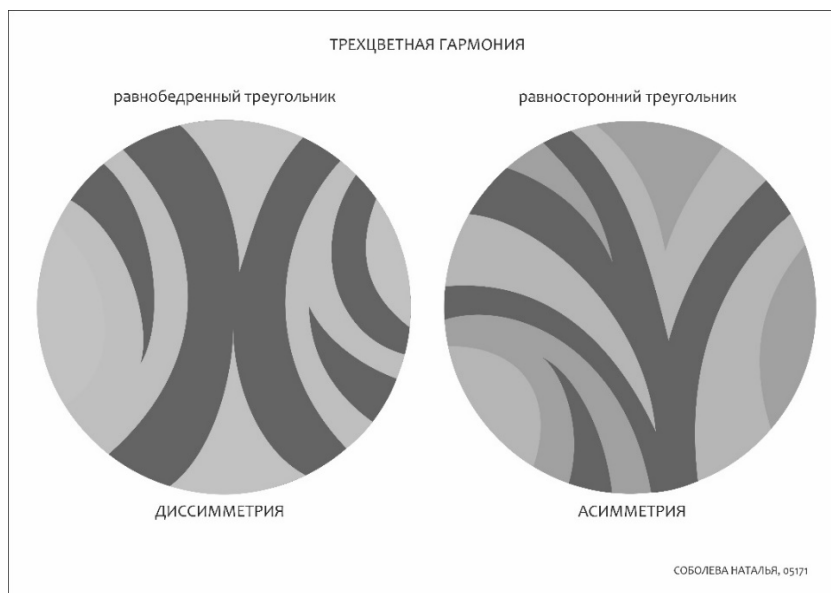 ТРЕХЦВЕТНАЯ ГАРМОНИЯ
равнобедренный треугольник
равносторонний треугольник
ДИССИММЕТРИЯ
АСИММЕТРИЯ
СОБОЛЕВА НАТАЛЬЯ, 05171